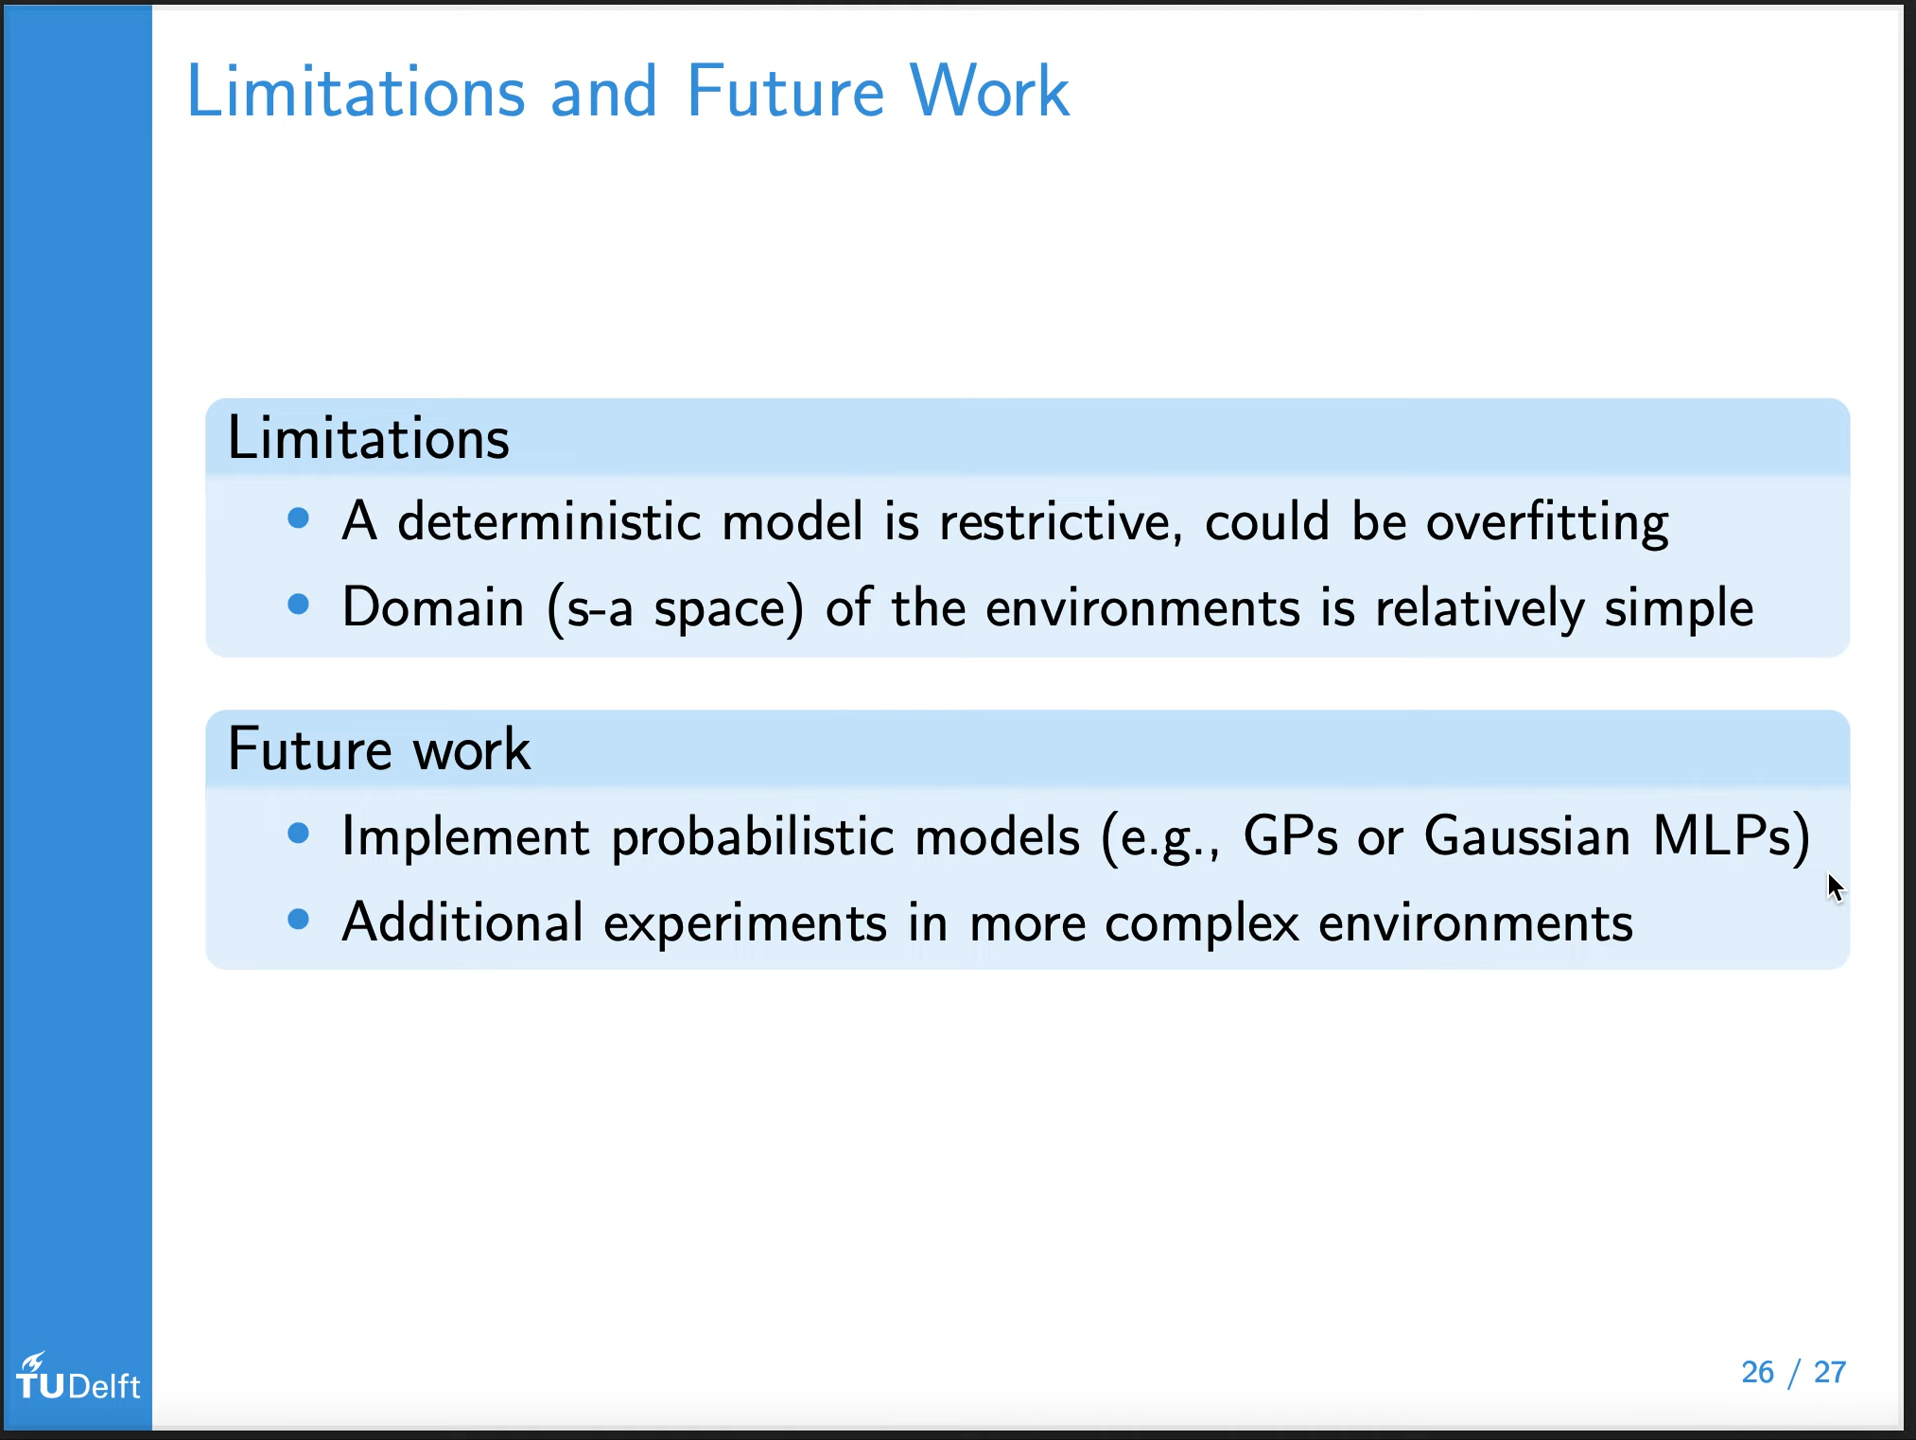 Limitations and Future Work
Limitations
• A deterministic model is restrictive, could be overfitting
• Domain (s-a space) of the environments is relatively simple
Future work
• Implement probabilistic models (e.g., GPs or Gaussian MLPs)
• Additional experiments in more complex environments
TUDelft
26 / 27